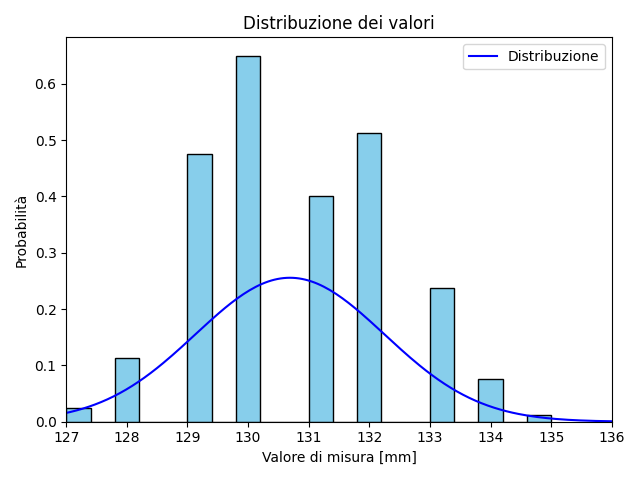 Distribuzione dei valori
Distribuzione
Probabilità
0.6
0.5
0.4
0.3
0.2
0.1
0.0
127 128 129 130 131 132 133 134 135 136
Valore di misura [mm]